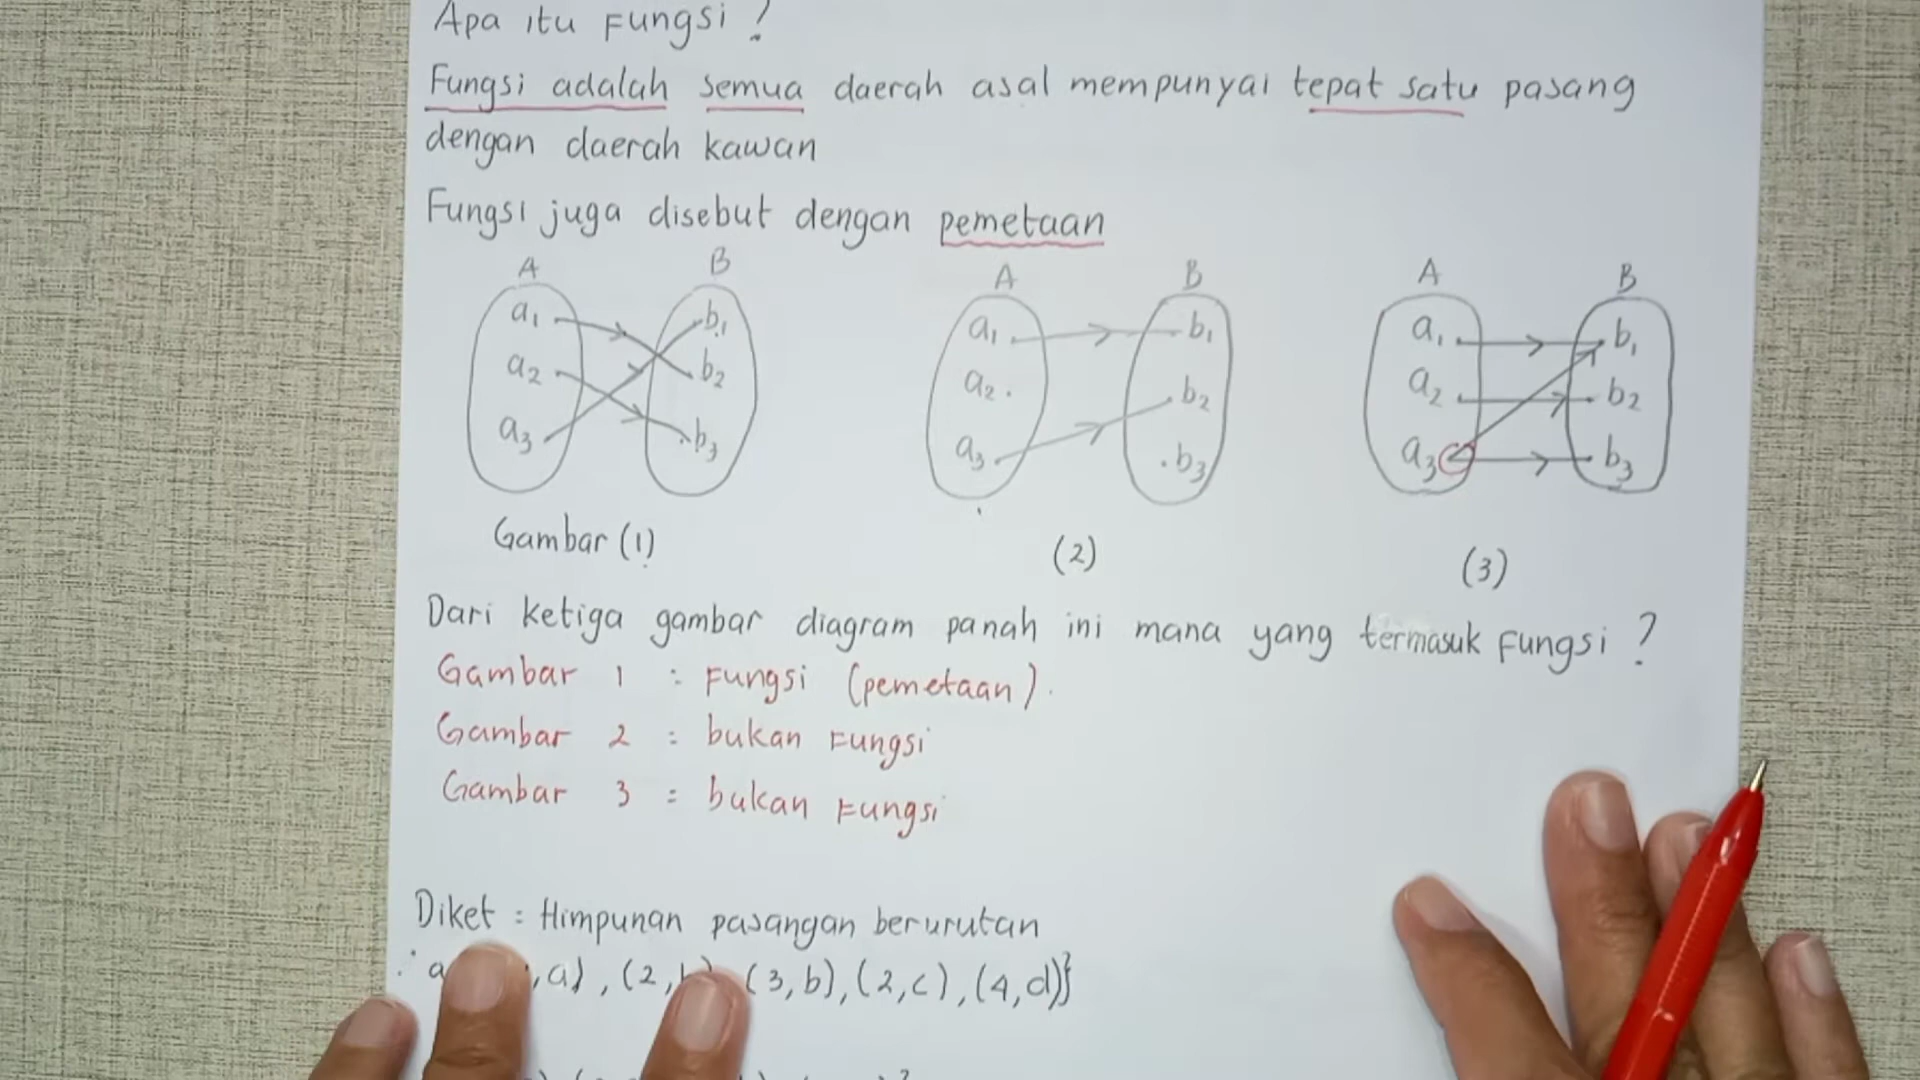 Apa itu Fungsi ?
Fungsi adalah semua daerah asal mempunyai tepat satu pasang
dengan daerah kawan
Fungsi juga disebut dengan pemetaan
A B
a1 b1
a2 b2
a3 b3
Gambar (1)
A B
a1 b1
a2 b2
a3 b3
(2)
A B
a1 b1
a2 b2
a3 b3
(3)
Dari ketiga gambar diagram panah ini mana yang termasuk Fungsi ?
Gambar 1 : Fungsi (pemetaan).
Gambar 2 = bukan Fungsi
Gambar 3 = bukan Fungsi
Diket : Himpunan pasangan berurutan
a ,a), (2, (3,b), (2,c), (4,d)}